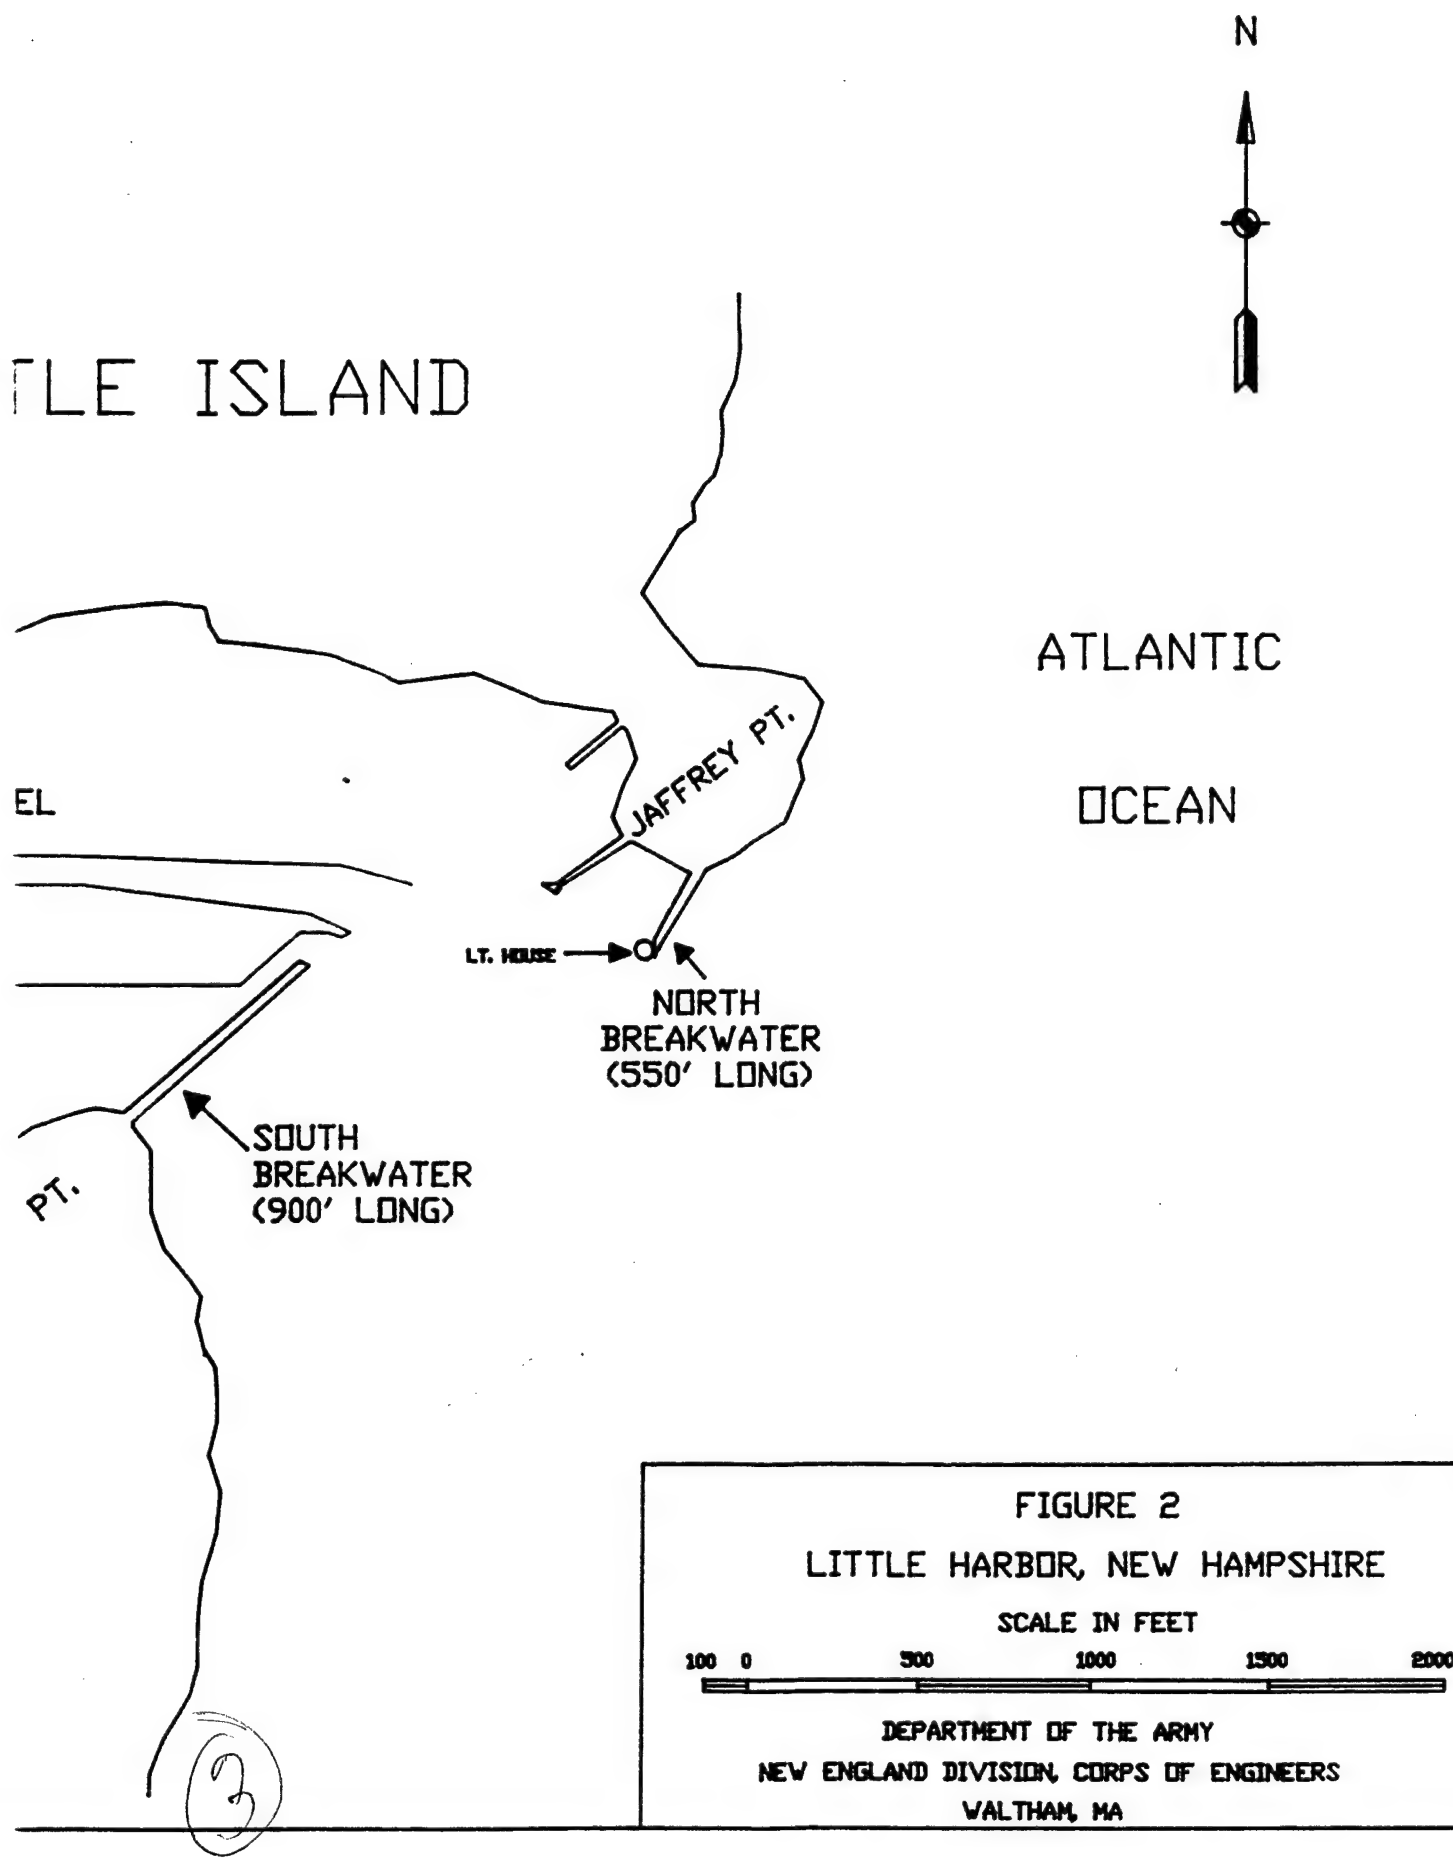 N
TLE ISLAND
ATLANTIC
OCEAN
JAFFREY PT.
EL
LT. HOUSE
NORTH
BREAKWATER
(550' LONG)
SOUTH
BREAKWATER
(900' LONG)
PT.
FIGURE 2
LITTLE HARBOR, NEW HAMPSHIRE
SCALE IN FEET
100 0 500 1000 1500 2000
DEPARTMENT OF THE ARMY
NEW ENGLAND DIVISION, CORPS OF ENGINEERS
WALTHAM, MA
3